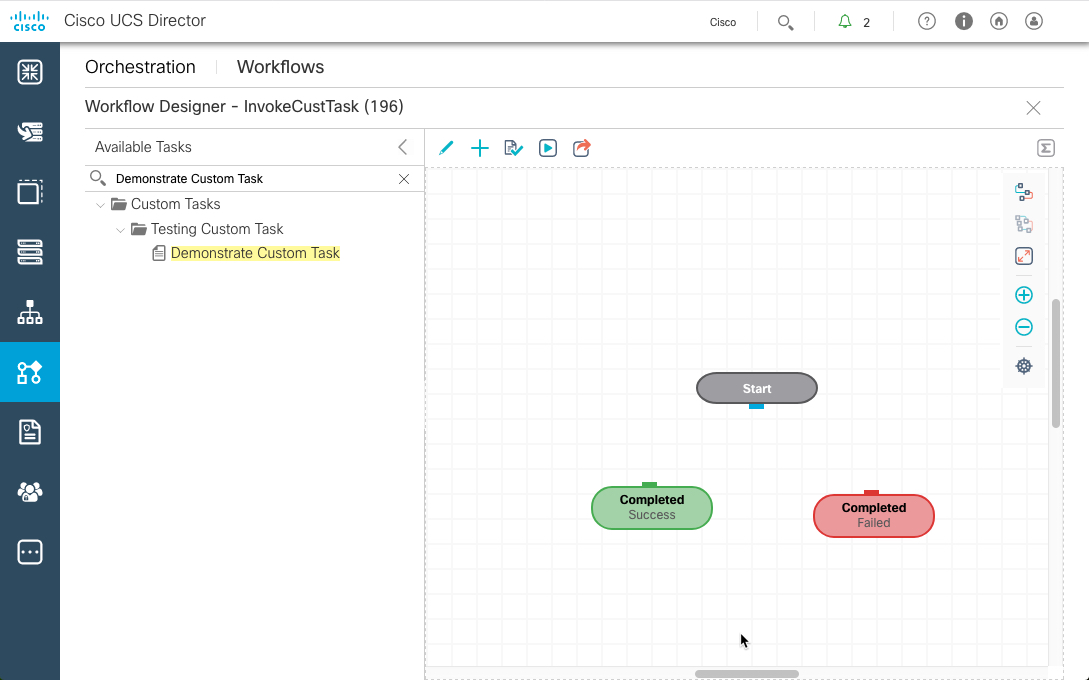 CISCO
Cisco UCS Director
Cisco
2
Orchestration
Workflows
Workflow Designer - InvokeCustTask (196)
Available Tasks
Demonstrate Custom Task
Custom Tasks
Testing Custom Task
Demonstrate Custom Task
Start
Completed
Success
Completed
Failed